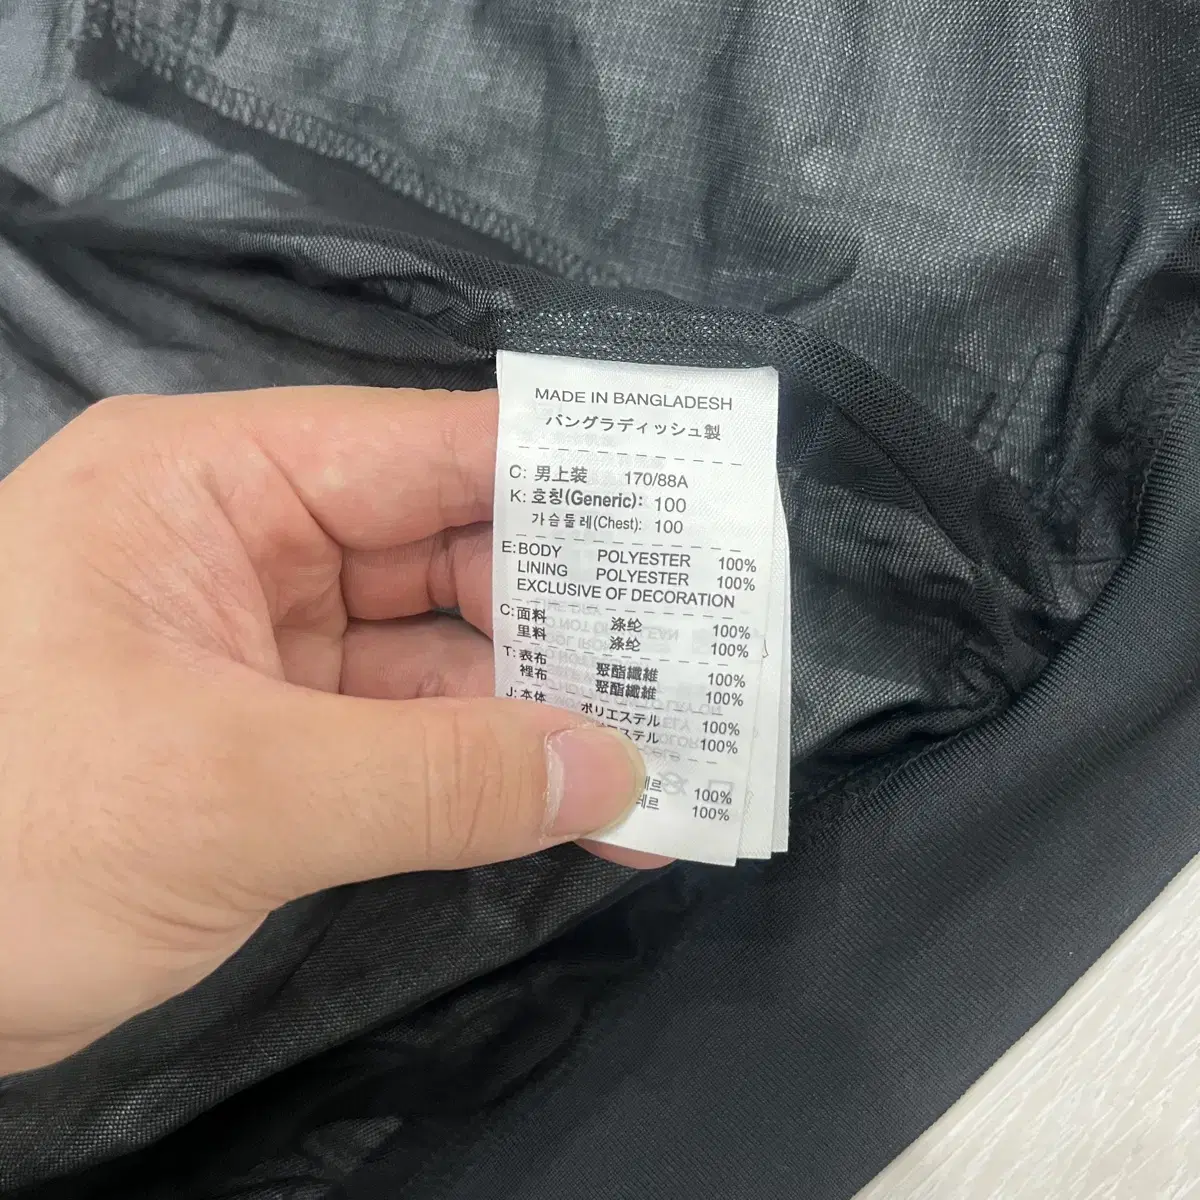 MADE IN BANGLADESH
バングラディッシュ製
C: 男上装 170/88A
K: 호칭(Generic): 100
가슴둘레(Chest): 100
E: BODY POLYESTER 100%
LINING POLYESTER 100%
EXCLUSIVE OF DECORATION
C: 面料 涤纶 100%
里料 涤纶 100%
T: 表布 聚酯纖維 100%
裡布 聚酯纖維 100%
J: 本体 ポリエステル 100%
ステル 100%
테르 100%
테르 100%